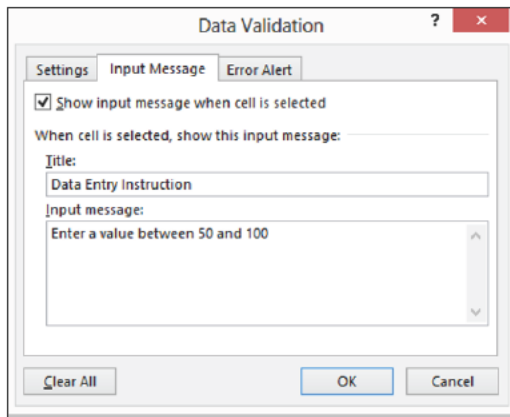 Data Validation
? ×
Settings Input Message Error Alert
Show input message when cell is selected
When cell is selected, show this input message:
Title:
Data Entry Instruction
Input message:
Enter a value between 50 and 100
Clear All OK Cancel